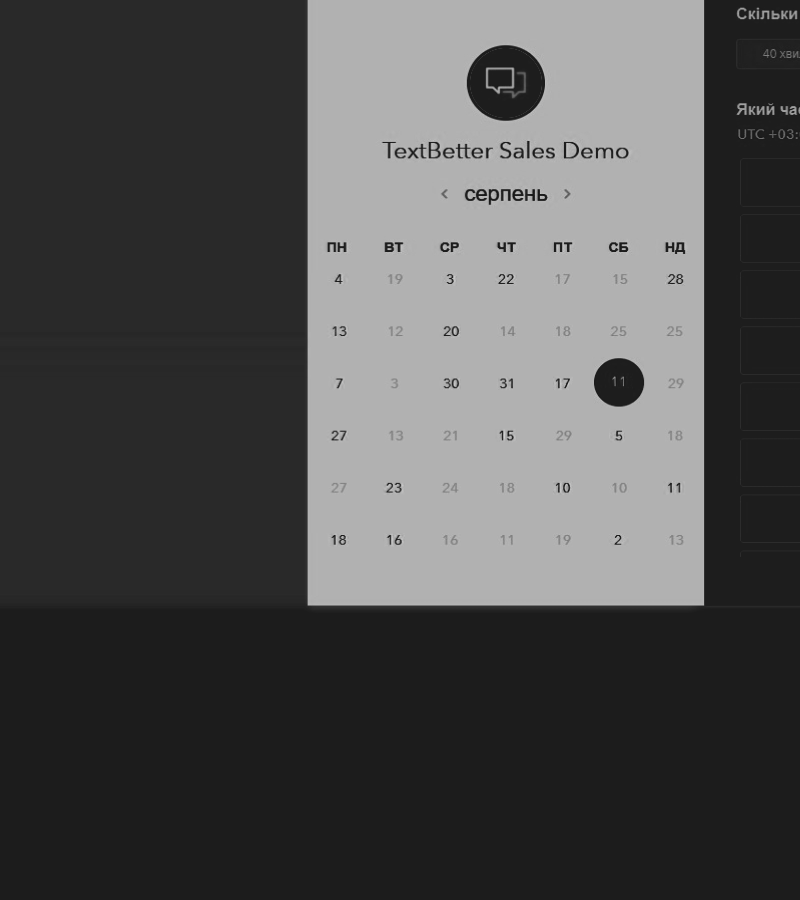 TextBetter Sales Demo
серпень
ПН ВТ СР ЧТ ПТ СБ НД
4 19 3 22 17 15 28
13 12 20 14 18 25 25
7 3 30 31 17 11 29
27 13 21 15 29 5 18
27 23 24 18 10 10 11
18 16 16 11 19 2 13
Скільки
40 хви
Який час
UTC +03: